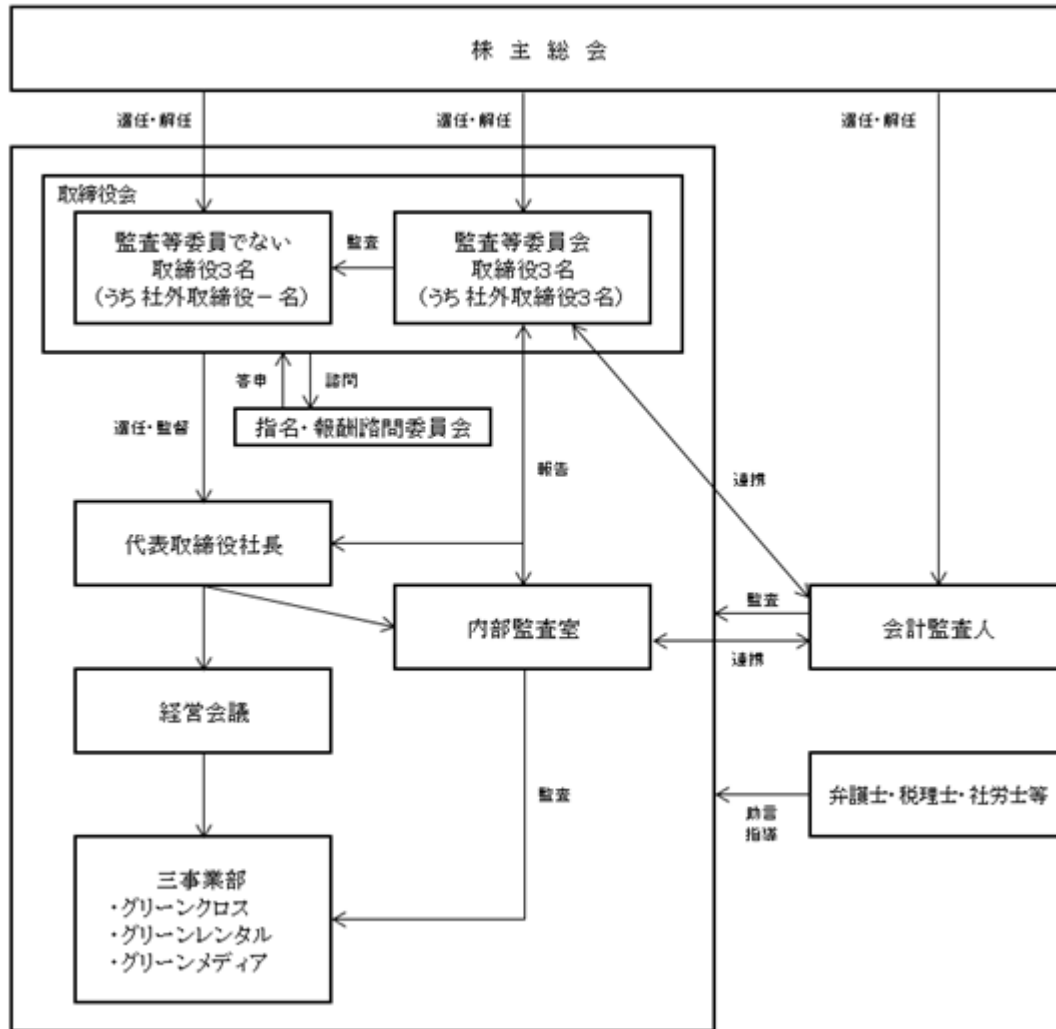 株主総会
選任・解任
選任・解任
選任・解任
取締役会
監査等委員でない
取締役3名
(うち社外取締役－名)
監査
監査等委員会
取締役3名
(うち社外取締役3名)
答申
諮問
指名・報酬諮問委員会
選任・監督
報告
連携
代表取締役社長
内部監査室
監査
連携
会計監査人
経営会議
監査
助言
指導
弁護士・税理士・社労士等
三事業部
・グリーンクロス
・グリーンレンタル
・グリーンメディア